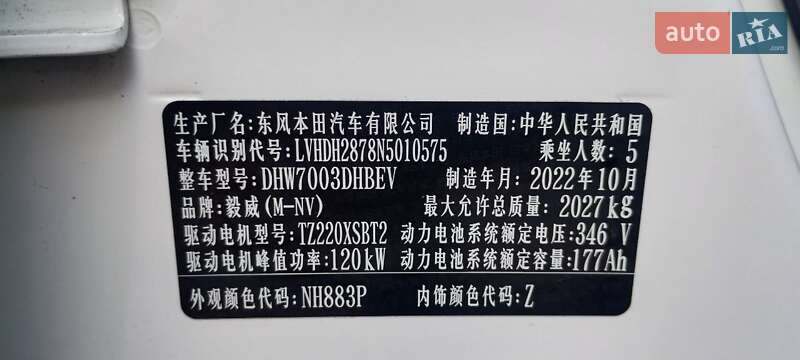 auto RIA.com
生产厂名:东风本田汽车有限公司 制造国:中华人民共和国
车辆识别代号:LVHDH2878N5010575 乘坐人数:5
整车型号:DHW7003DHBEV 制造年月:2022年10月
品牌:毅威(M-NV) 最大允许总质量:2027kg
驱动电机型号:TZ220XSBT2 动力电池系统额定电压:346 V
驱动电机峰值功率:120kW 动力电池系统额定容量:177Ah
外观颜色代码:NH883P 内饰颜色代码:Z